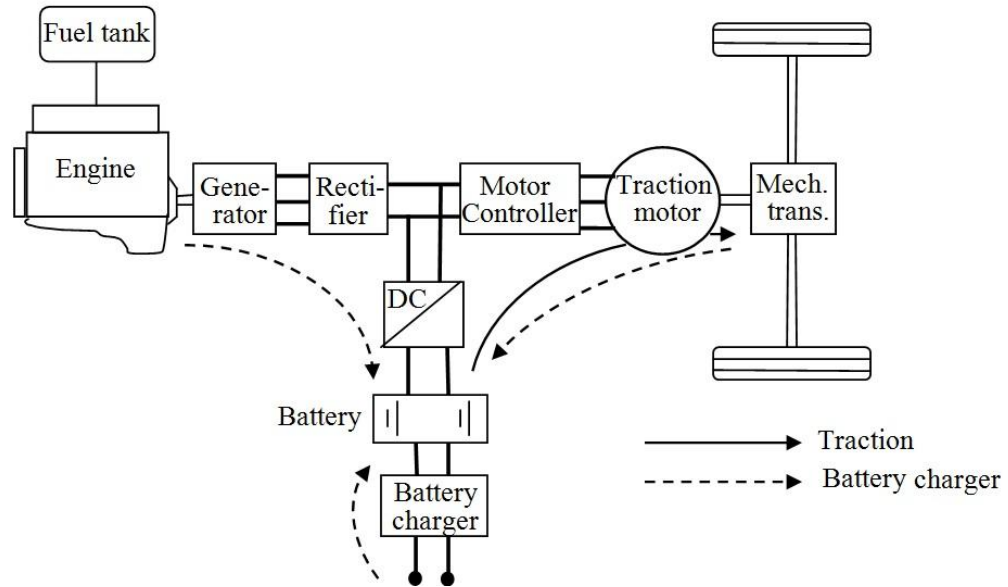 Fuel tank
Engine
Gene-
rator
Recti-
fier
Motor
Controller
Traction
motor
Mech.
trans.
DC
Battery
Battery
charger
Traction
Battery charger